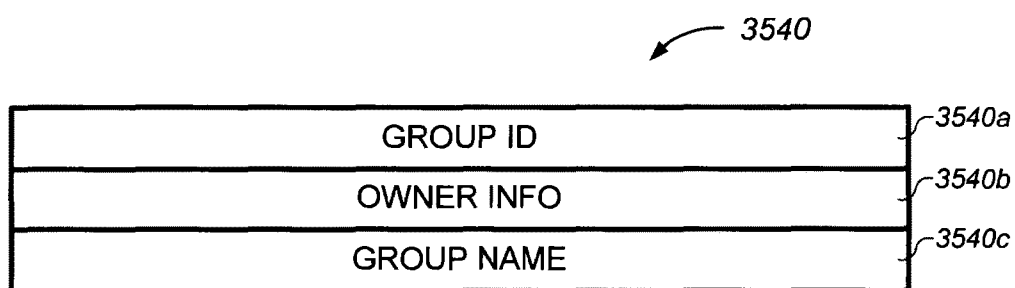 3540
GROUP ID 3540a
OWNER INFO 3540b
GROUP NAME 3540c